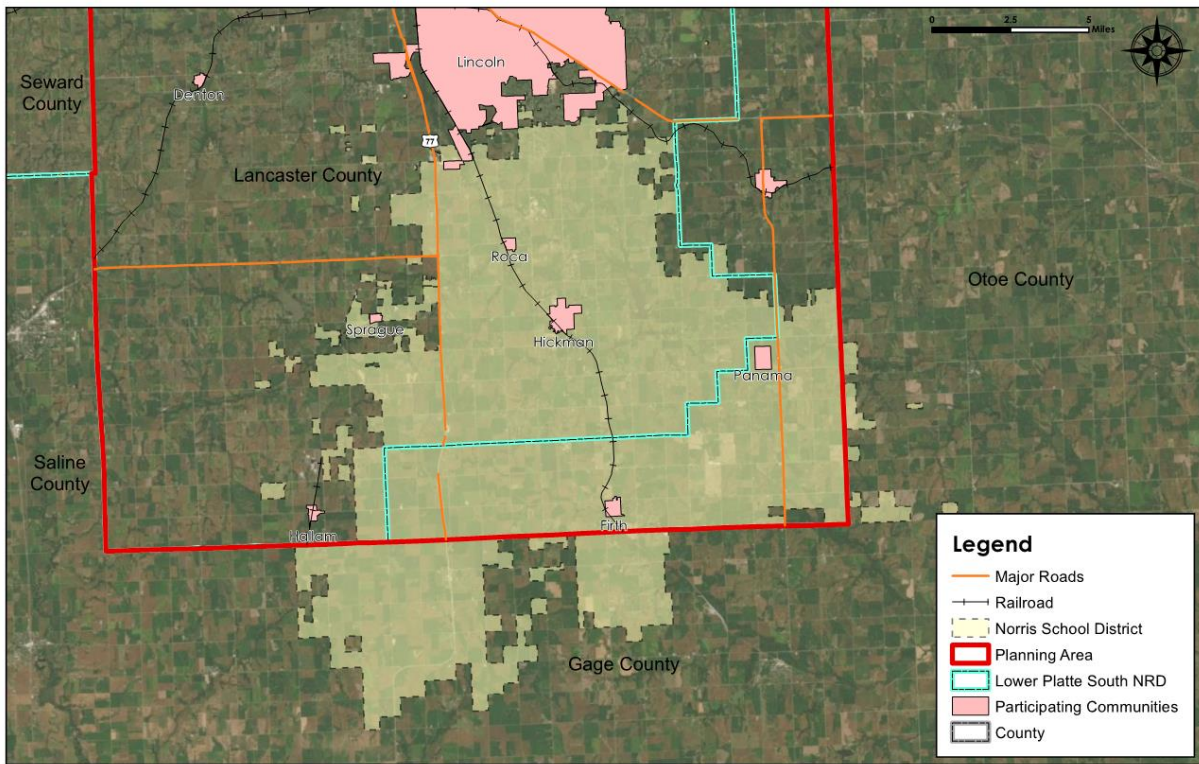 0
2.5
5
Miles
Lincoln
Seward
County
Denton
77
Lancaster County
Roca
Otoe County
Sprague
Hickman
Panama
Saline
County
Hallam
Firth
Gage County
Legend
Major Roads
Railroad
Norris School District
Planning Area
Lower Platte South NRD
Participating Communities
County